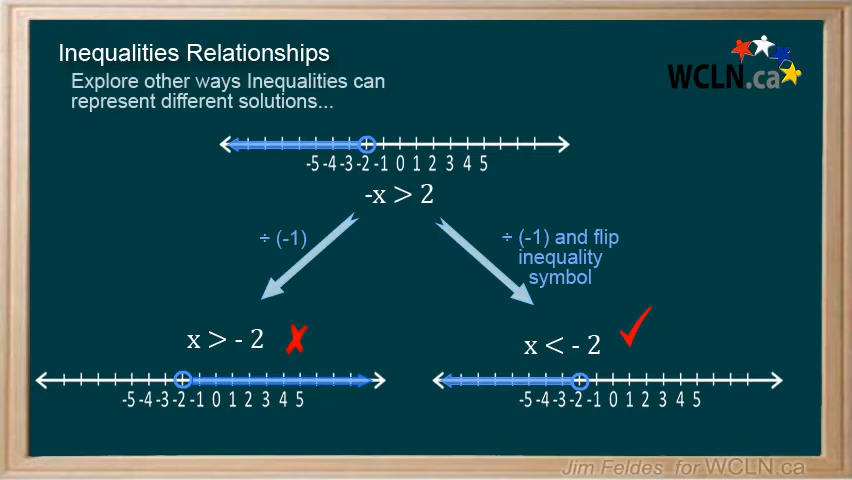 Inequalities Relationships
Explore other ways Inequalities can
represent different solutions...
WCLN.ca
-5 -4 -3 -2 -1 0 1 2 3 4 5
-x > 2
÷ (-1)
÷ (-1) and flip
inequality
symbol
x > - 2 ✗
x < - 2 ✓
-5 -4 -3 -2 -1 0 1 2 3 4 5
-5 -4 -3 -2 -1 0 1 2 3 4 5
Jim Feldes for WCLN.ca